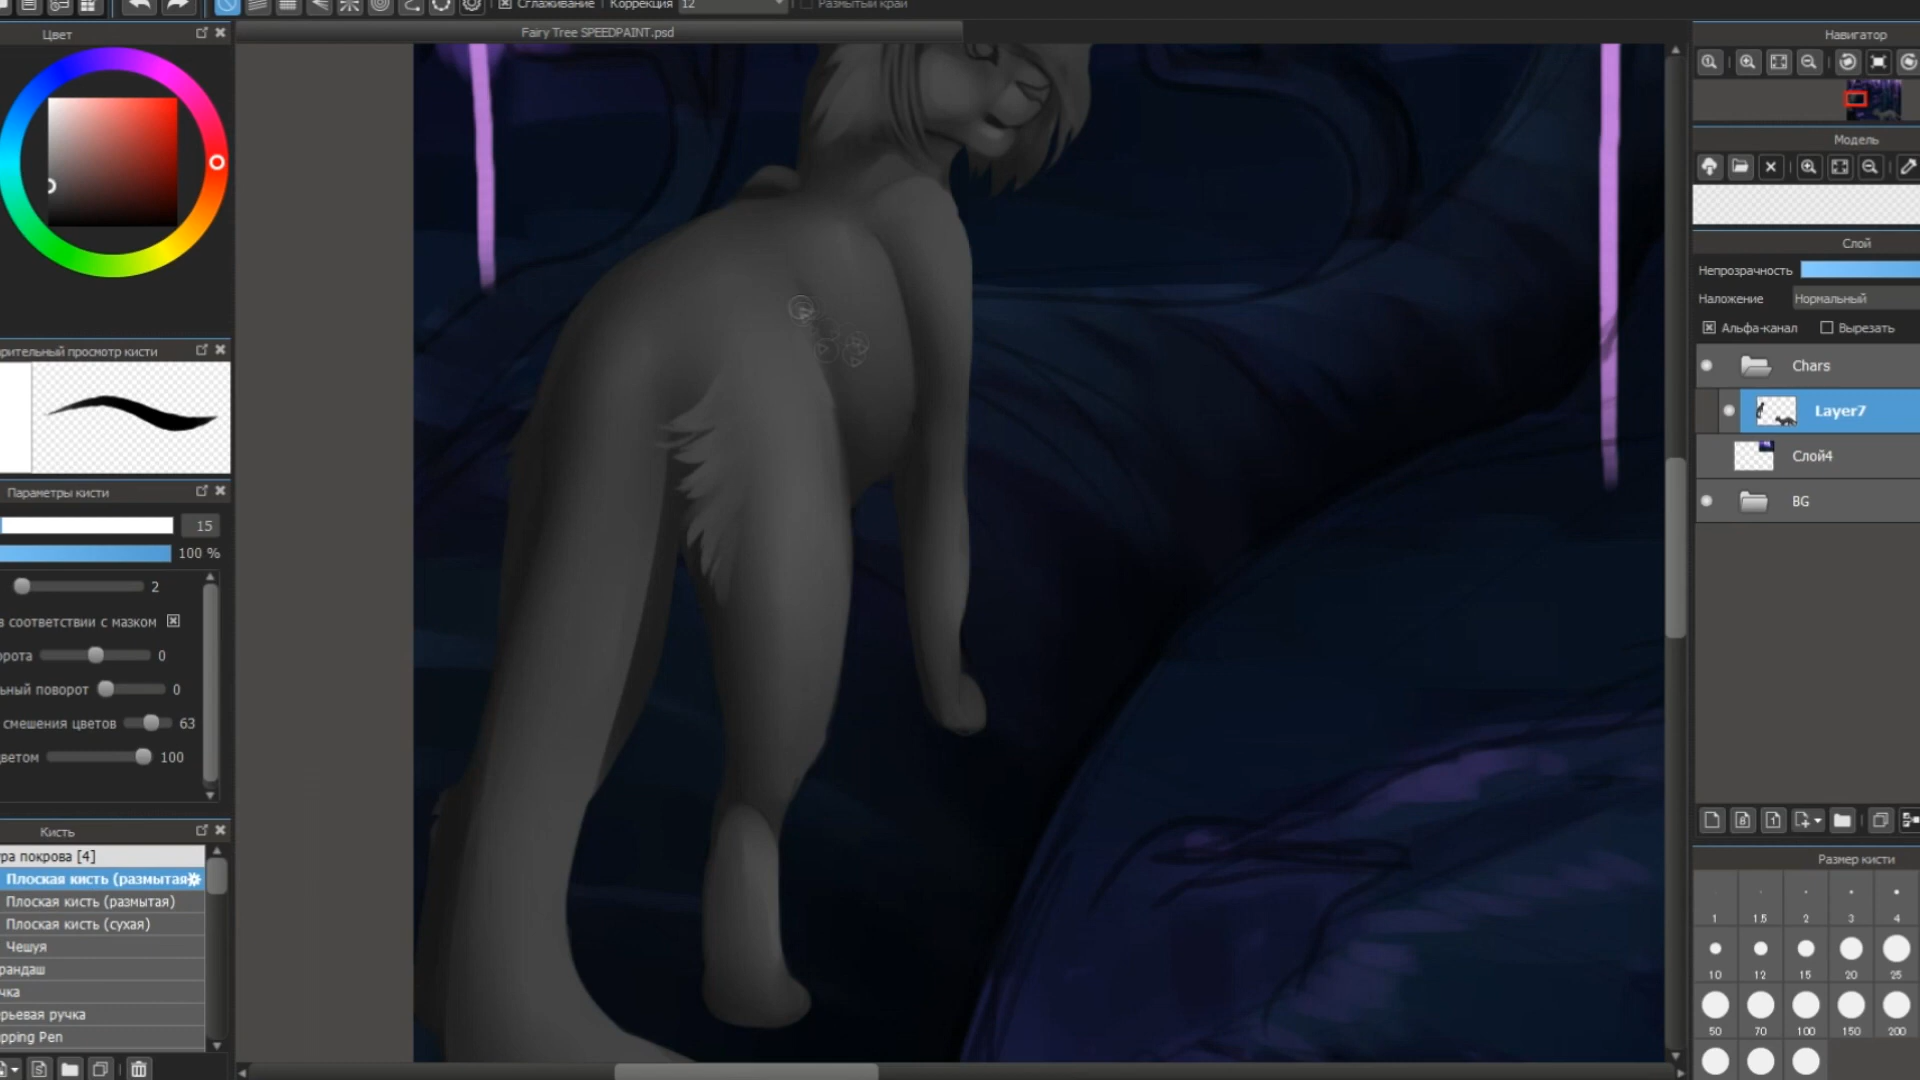 Сглаживание
Коррекция
12
Размытый край
Цвет
Fairy Tree SPEEDPAINT.psd
Навигатор
Модель
рительный просмотр кисти
Слой
Непрозрачность
Наложение
Нормальный
Альфа-канал
Вырезать
Chars
Layer7
Слой4
BG
Параметры кисти
15
100 %
2
в соответствии с мазком
орота
0
ьный поворот
0
смешения цветов
63
ветом
100
Кисть
ра покрова [4]
Плоская кисть (размытая
Плоская кисть (размытая)
Плоская кисть (сухая)
Чешуя
рандаш
чка
рьевая ручка
pping Pen
Размер кисти
1 1.5 2 3 4
10 12 15 20 25
50 70 100 150 200